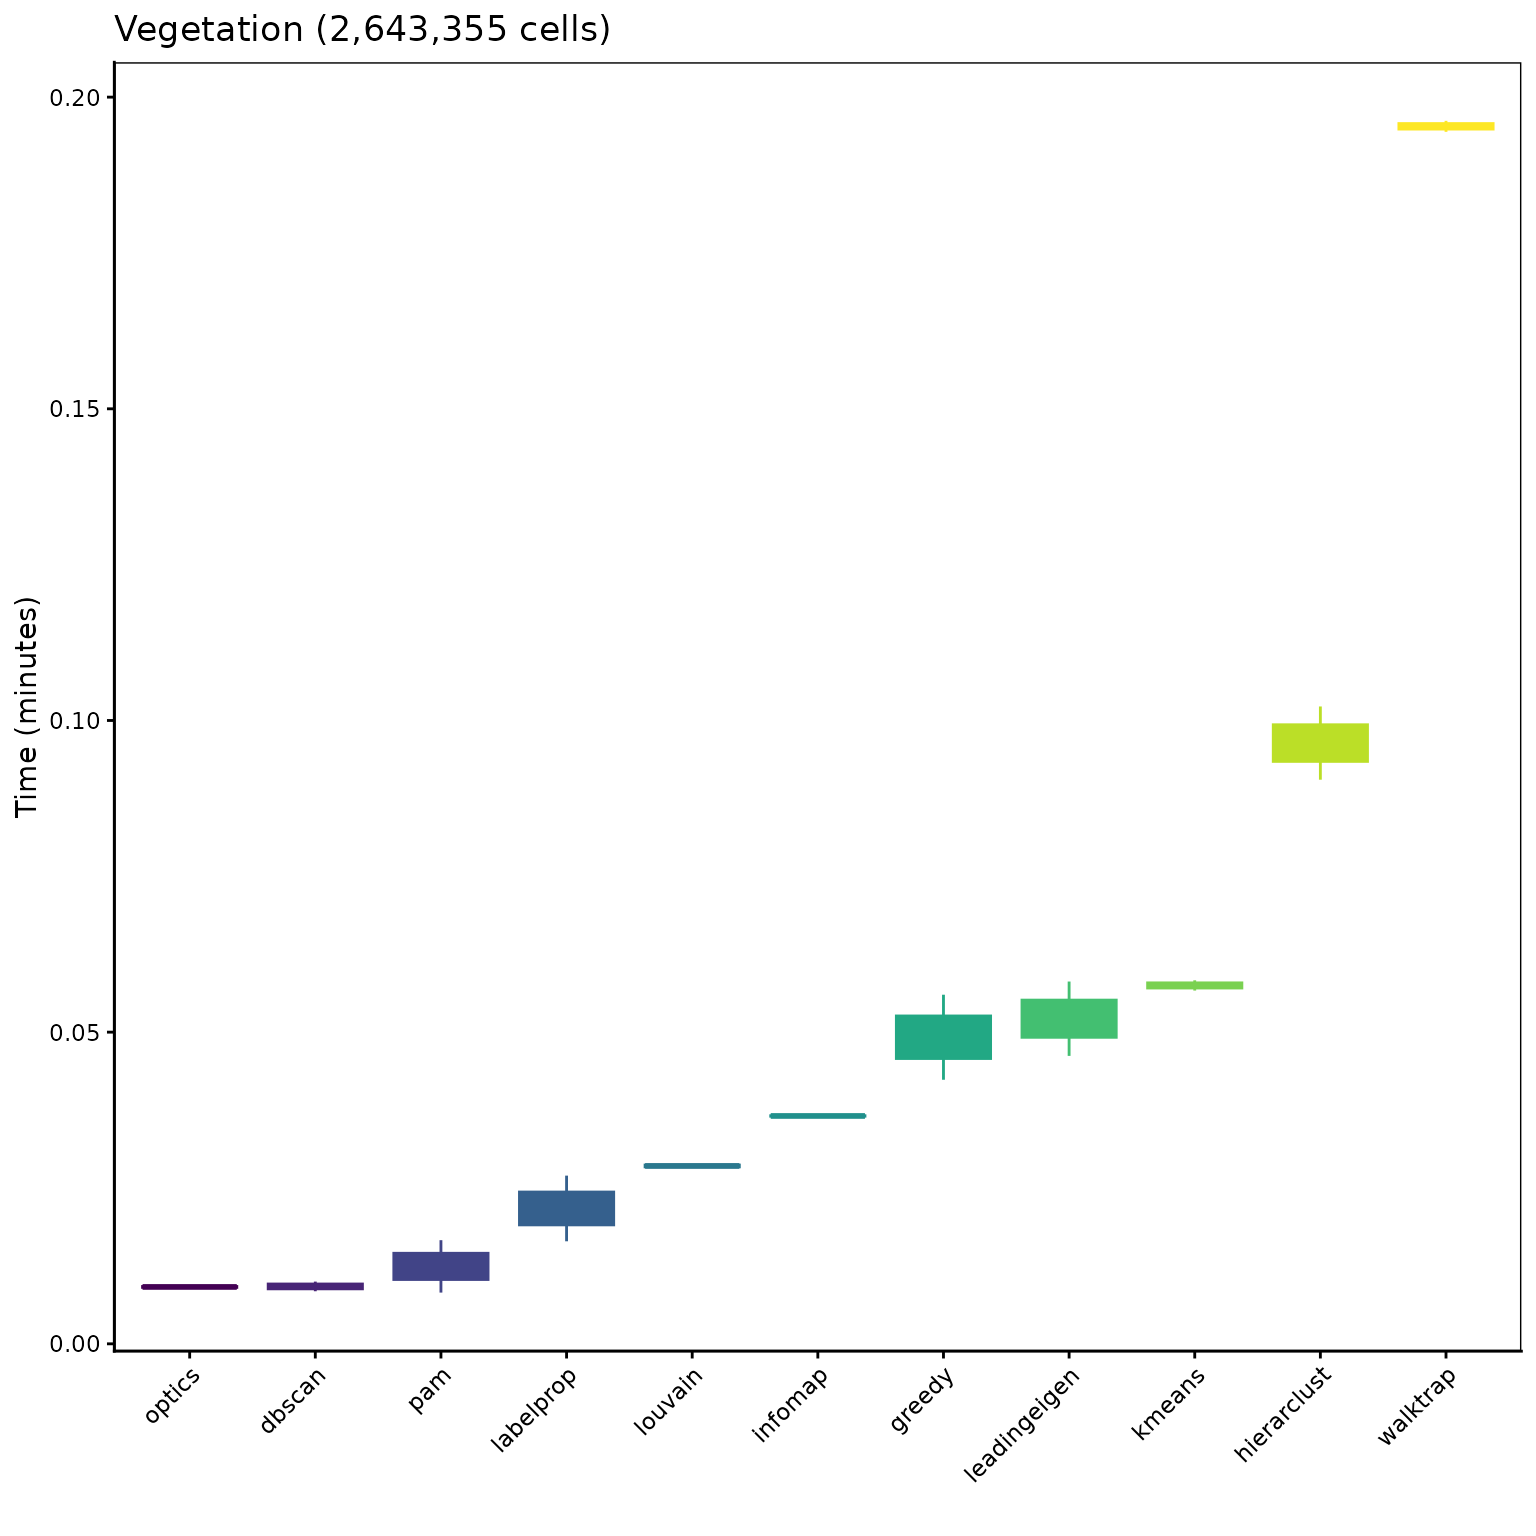 Vegetation (2,643,355 cells)
0.20
0.15
0.10
0.05
0.00
Time (minutes)
optics
dbscan
pam
labelprop
louvain
infomap
greedy
leadingeigen
kmeans
hierarclust
walktrap